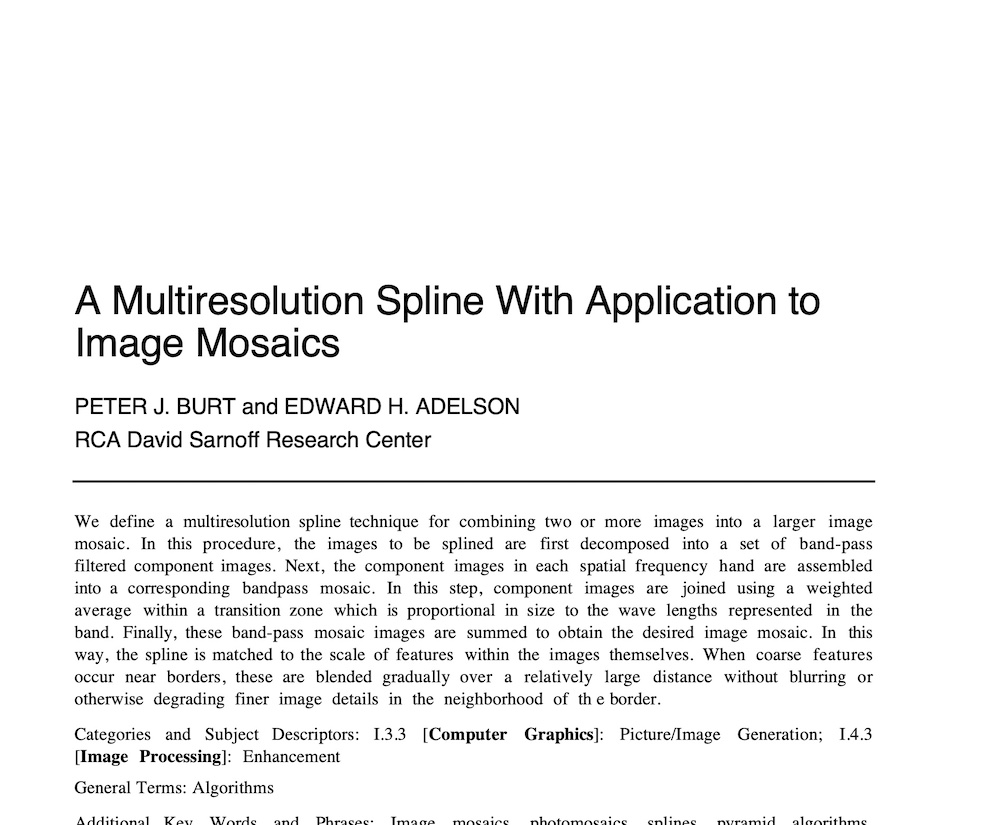 A Multiresolution Spline With Application to
Image Mosaics
PETER J. BURT and EDWARD H. ADELSON
RCA David Sarnoff Research Center
We define a multiresolution spline technique for combining two or more images into a larger image
mosaic. In this procedure, the images to be splined are first decomposed into a set of band-pass
filtered component images. Next, the component images in each spatial frequency hand are assembled
into a corresponding bandpass mosaic. In this step, component images are joined using a weighted
average within a transition zone which is proportional in size to the wave lengths represented in the
band. Finally, these band-pass mosaic images are summed to obtain the desired image mosaic. In this
way, the spline is matched to the scale of features within the images themselves. When coarse features
occur near borders, these are blended gradually over a relatively large distance without blurring or
otherwise degrading finer image details in the neighborhood of th e border.
Categories and Subject Descriptors: I.3.3 [Computer Graphics]: Picture/Image Generation; I.4.3
[Image Processing]: Enhancement
General Terms: Algorithms
Additional Key Words and Phrases: Image mosaics, photomosaics, splines, pyramid algorithms,